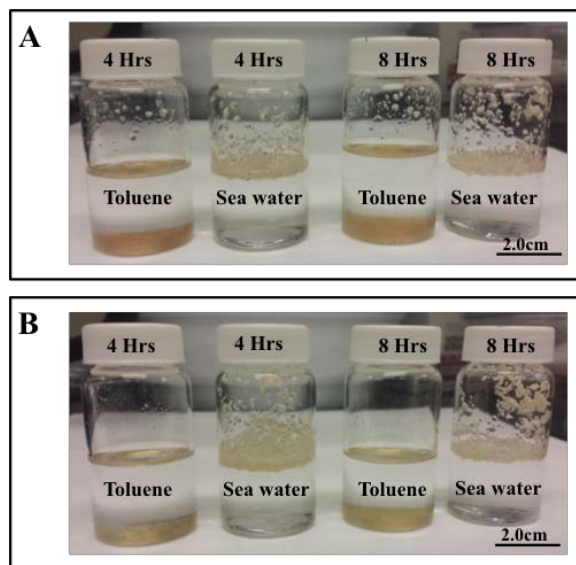 A
4 Hrs 4 Hrs 8 Hrs 8 Hrs
Toluene Sea water Toluene Sea water
2.0cm
B
4 Hrs 4 Hrs 8 Hrs 8 Hrs
Toluene Sea water Toluene Sea water
2.0cm